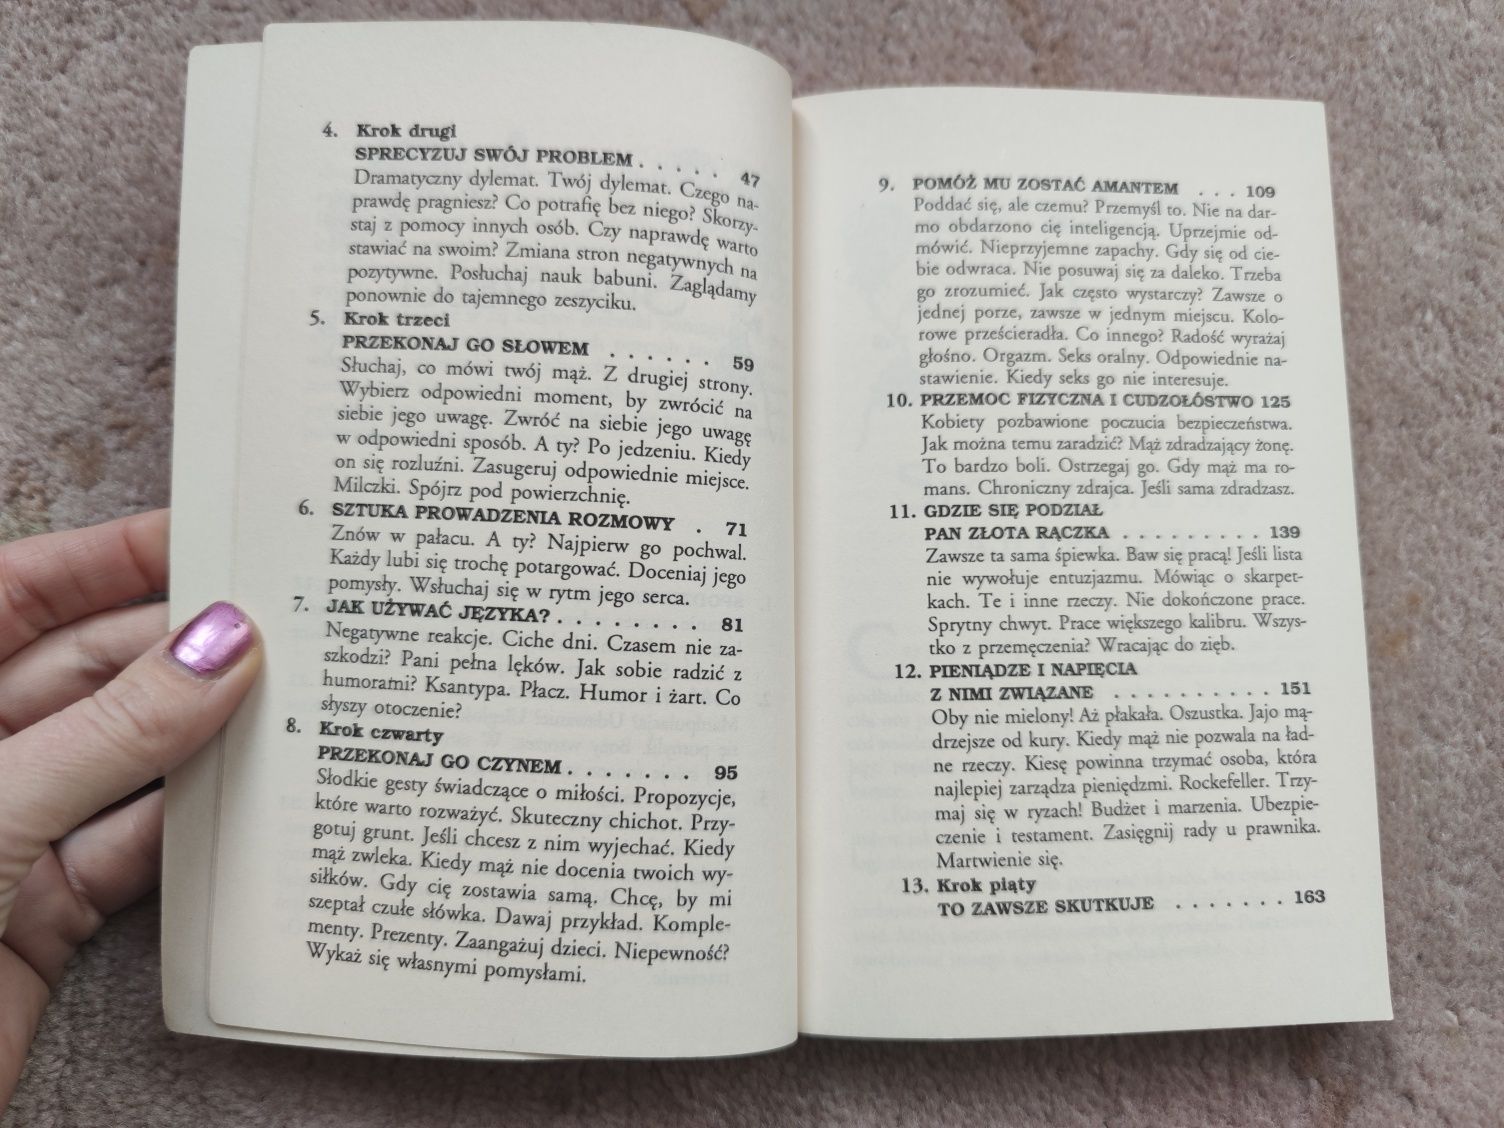 4. Krok drugi
SPRECYZUJ SWÓJ PROBLEM . . . . . 47
Dramatyczny dylemat. Twój dylemat. Czego na-
prawdę pragniesz? Co potrafię bez niego? Skorzy-
staj z pomocy innych osób. Czy naprawdę warto
stawiać na swoim? Zmiana stron negatywnych na
pozytywne. Posłuchaj nauk babuni. Zaglądamy
ponownie do tajemnego zeszyciku.
5. Krok trzeci
PRZEKONAJ GO SŁOWEM . . . . . . 59
Słuchaj, co mówi twój mąż. Z drugiej strony.
Wybierz odpowiedni moment, by zwrócić na
siebie jego uwagę. Zwróć na siebie jego uwagę
w odpowiedni sposób. A ty? Po jedzeniu. Kiedy
on się rozluźni. Zasugeruj odpowiednie miejsce.
Milczki. Spójrz pod powierzchnię.
6. SZTUKA PROWADZENIA ROZMOWY . 71
Znów w pałacu. A ty? Najpierw go pochwal.
Każdy lubi się trochę potargować. Doceniaj jego
pomysły. Wsłuchaj się w rytm jego serca.
7. JAK UŻYWAĆ JĘZYKA? . . . . . . . . 81
Negatywne reakcje. Ciche dni. Czasem nie za-
szkodzi? Pani pełna lęków. Jak sobie radzić z
humorami? Ksantypa. Płacz. Humor i żart. Co
słyszy otoczenie?
8. Krok czwarty
PRZEKONAJ GO CZYNEM . . . . . . . 95
Słodkie gesty świadczące o miłości. Propozycje,
które warto rozważyć. Skuteczny chichot. Przy-
gotuj grunt. Jeśli chcesz z nim wyjechać. Kiedy
mąż zwleka. Kiedy mąż nie docenia twoich wy-
siłków. Gdy cię zostawia samą. Chcę, by mi
szeptał czułe słówka. Dawaj przykład. Komple-
menty. Prezenty. Zaangażuj dzieci. Niepewność?
Wykaż się własnymi pomysłami.
9. POMÓŻ MU ZOSTAĆ AMANTEM . . . 109
Poddać się, ale czemu? Przemyśl to. Nie na dar-
mo obdarzono cię inteligencją. Uprzejmie od-
mówić. Nieprzyjemne zapachy. Gdy się od cie-
bie odwraca. Nie posuwaj się za daleko. Trzeba
go zrozumieć. Jak często wystarczy? Zawsze o
jednej porze, zawsze w jednym miejscu. Kolo-
rowe prześcieradła. Co innego? Radość wyrażaj
głośno. Orgazm. Seks oralny. Odpowiednie na-
stawienie. Kiedy seks go nie interesuje.
10. PRZEMOC FIZYCZNA I CUDZOŁÓSTWO 125
Kobiety pozbawione poczucia bezpieczeństwa.
Jak można temu zaradzić? Mąż zdradzający żonę.
To bardzo boli. Ostrzegaj go. Gdy mąż ma ro-
mans. Chroniczny zdrajca. Jeśli sama zdradzasz.
11. GDZIE SIĘ PODZIAŁ
PAN ZŁOTA RĄCZKA . . . . . . . . . 139
Zawsze ta sama śpiewka. Baw się pracą! Jeśli lista
nie wywołuje entuzjazmu. Mówiąc o skarpet-
kach. Te i inne rzeczy. Nie dokończone prace.
Sprytny chwyt. Prace większego kalibru. Wszys-
tko z przemęczenia? Wracając do zięb.
12. PIENIĄDZE I NAPIĘCIA
Z NIMI ZWIĄZANE . . . . . . . . . . 151
Oby nie mielony! Aż płakała. Oszustka. Jajo mą-
drzejsze od kury. Kiedy mąż nie pozwala na ład-
ne rzeczy. Kiesę powinna trzymać osoba, która
najlepiej zarządza pieniędzmi. Rockefeller. Trzy-
maj się w ryzach! Budżet i marzenia. Ubezpie-
czenie i testament. Zasięgnij rady u prawnika.
Martwienie się.
13. Krok piąty
TO ZAWSZE SKUTKUJE . . . . . . . 163